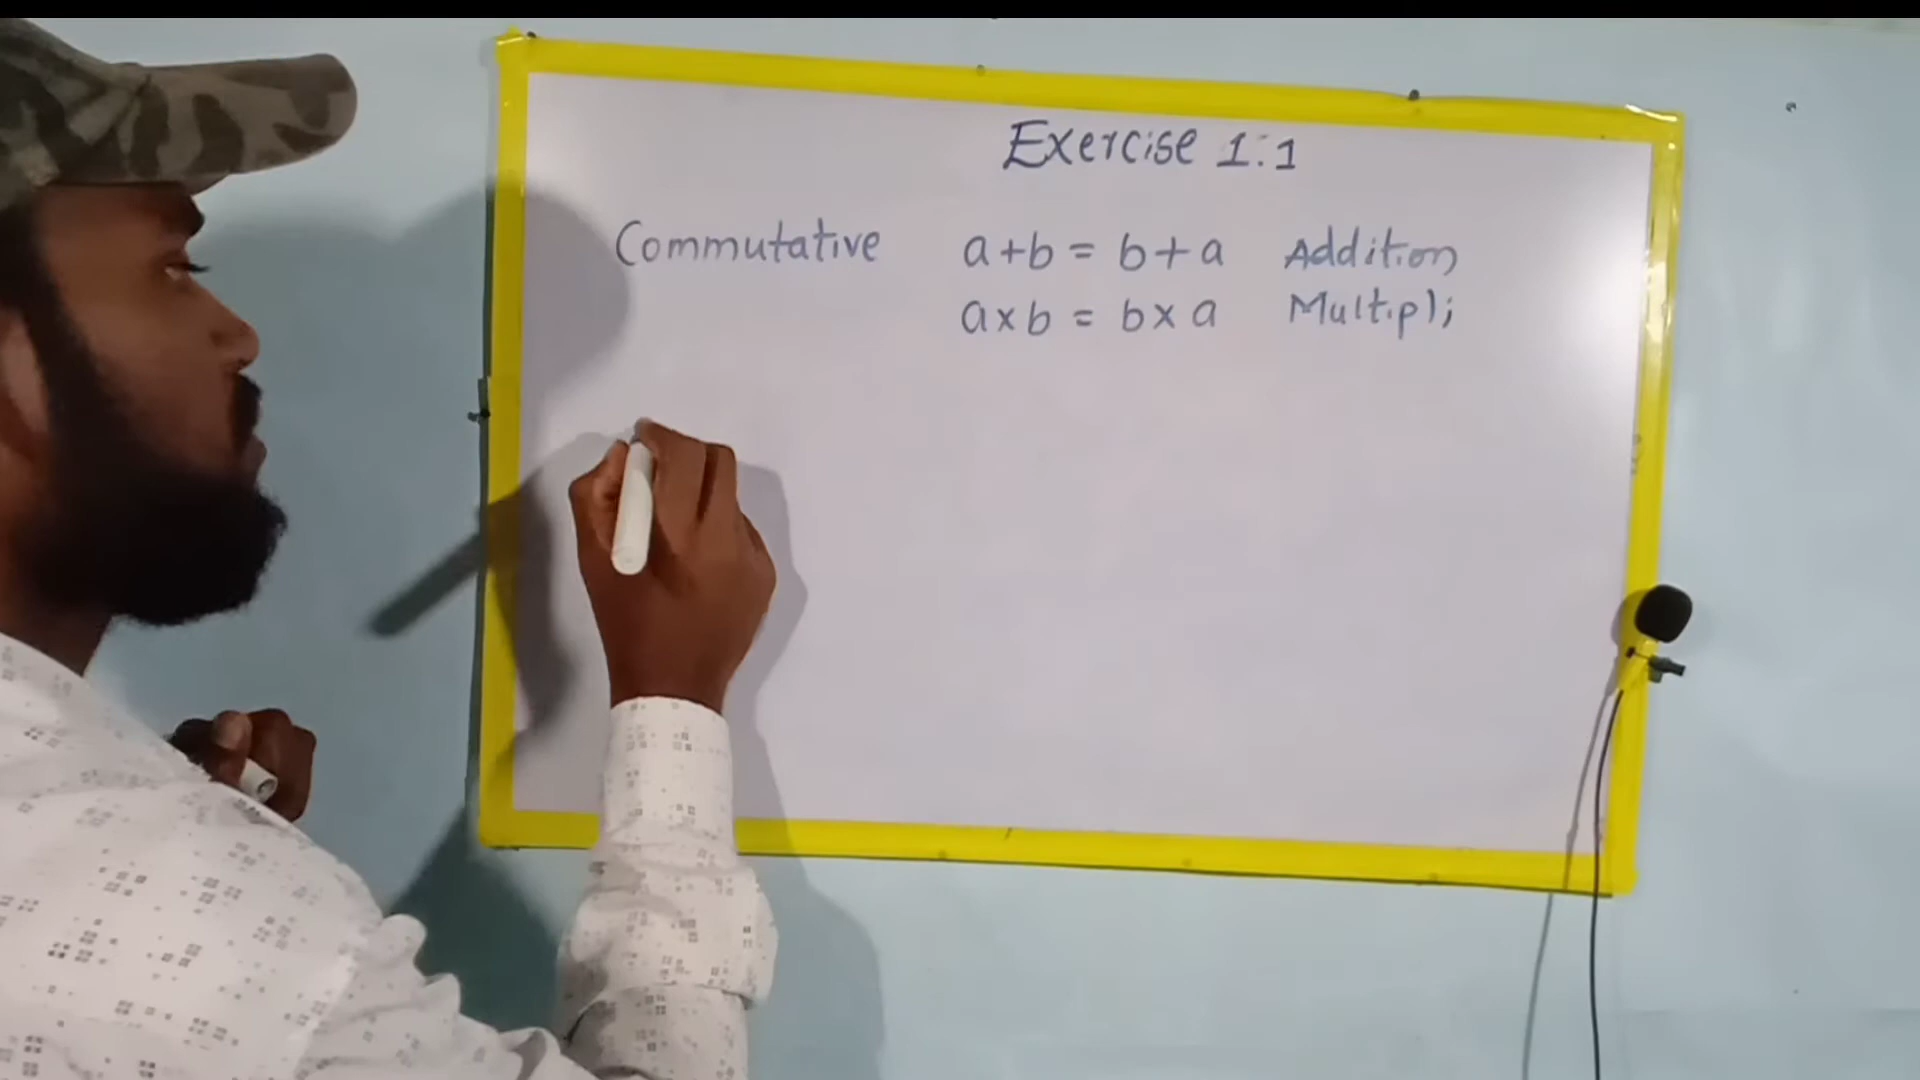 Exercise 1.1
Commutative a+b = b+a Addition
a×b = b×a Multipli